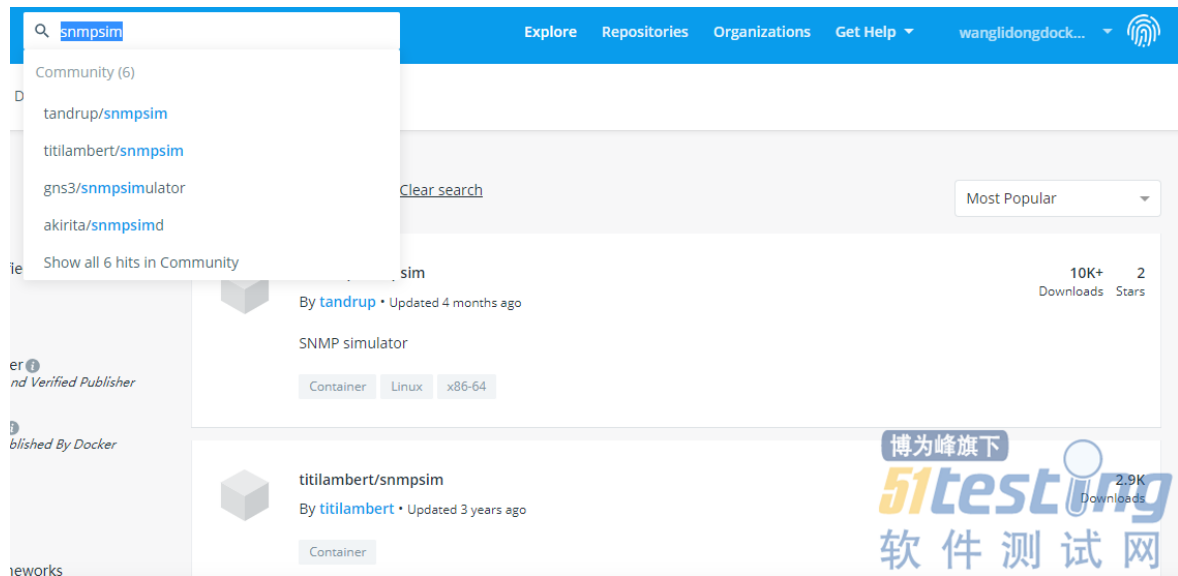 snmpsim
Explore Repositories Organizations Get Help wanglidongdock...
Community (6)
D
tandrup/snmpsim
titilambert/snmpsim
gns3/snmpsimulator
akirita/snmpsimd
Show all 6 hits in Community
Clear search
Most Popular
sim
By tandrup • Updated 4 months ago
SNMP simulator
Container Linux x86-64
10K+ 2
Downloads Stars
fie
er
nd Verified Publisher
blished By Docker
titilambert/snmpsim
By titilambert • Updated 3 years ago
Container
2.9K
Downloads
neworks
博为峰旗下
51testing
软件测试网